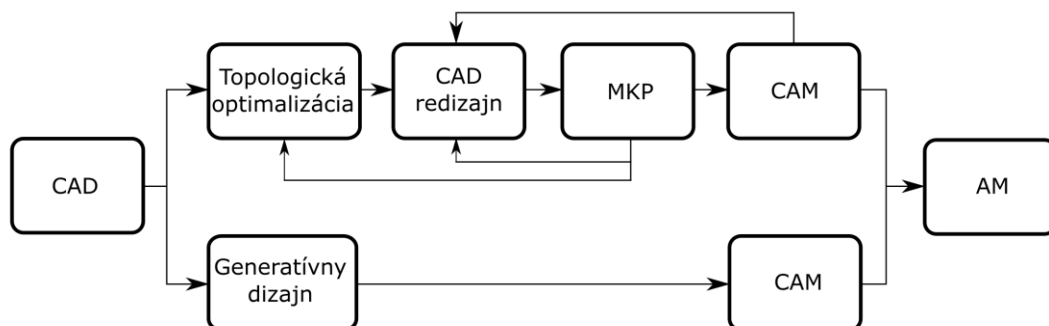 Topologická
optimalizácia
CAD
redizajn
MKP
CAM
CAD
AM
Generatívny
dizajn
CAM